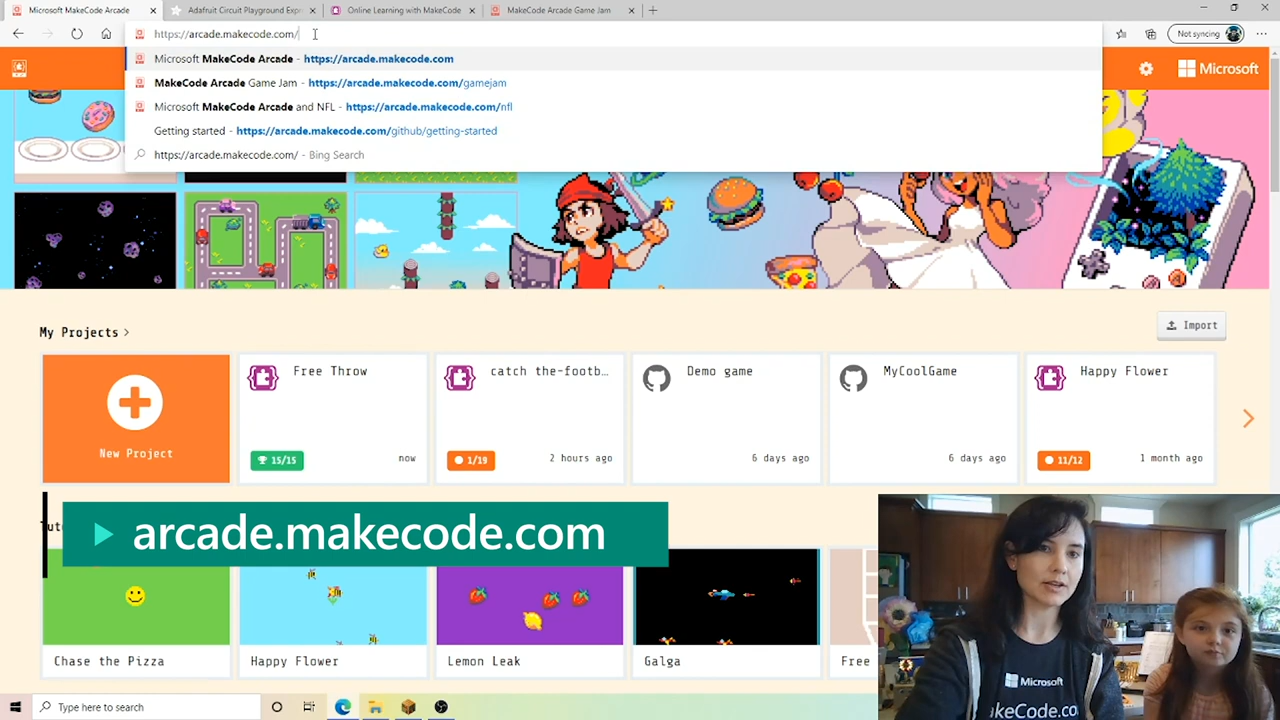 Microsoft MakeCode Arcade
Adafruit Circuit Playground Exp
Online Learning with MakeCode
MakeCode Arcade Game Jam
https://arcade.makecode.com/
Not syncing
Microsoft MakeCode Arcade - https://arcade.makecode.com
MakeCode Arcade Game Jam - https://arcade.makecode.com/gamejam
Microsoft MakeCode Arcade and NFL - https://arcade.makecode.com/nfl
Getting started - https://arcade.makecode.com/github/getting-started
https://arcade.makecode.com/ - Bing Search
Microsoft
My Projects >
Import
New Project
Free Throw
15/15
now
catch the-footb...
1/19
2 hours ago
Demo game
6 days ago
MyCoolGame
6 days ago
Happy Flower
11/12
1 month ago
arcade.makecode.com
Chase the Pizza
Happy Flower
Lemon Leak
Galga
Free
Microsoft
akeCode.co
Type here to search